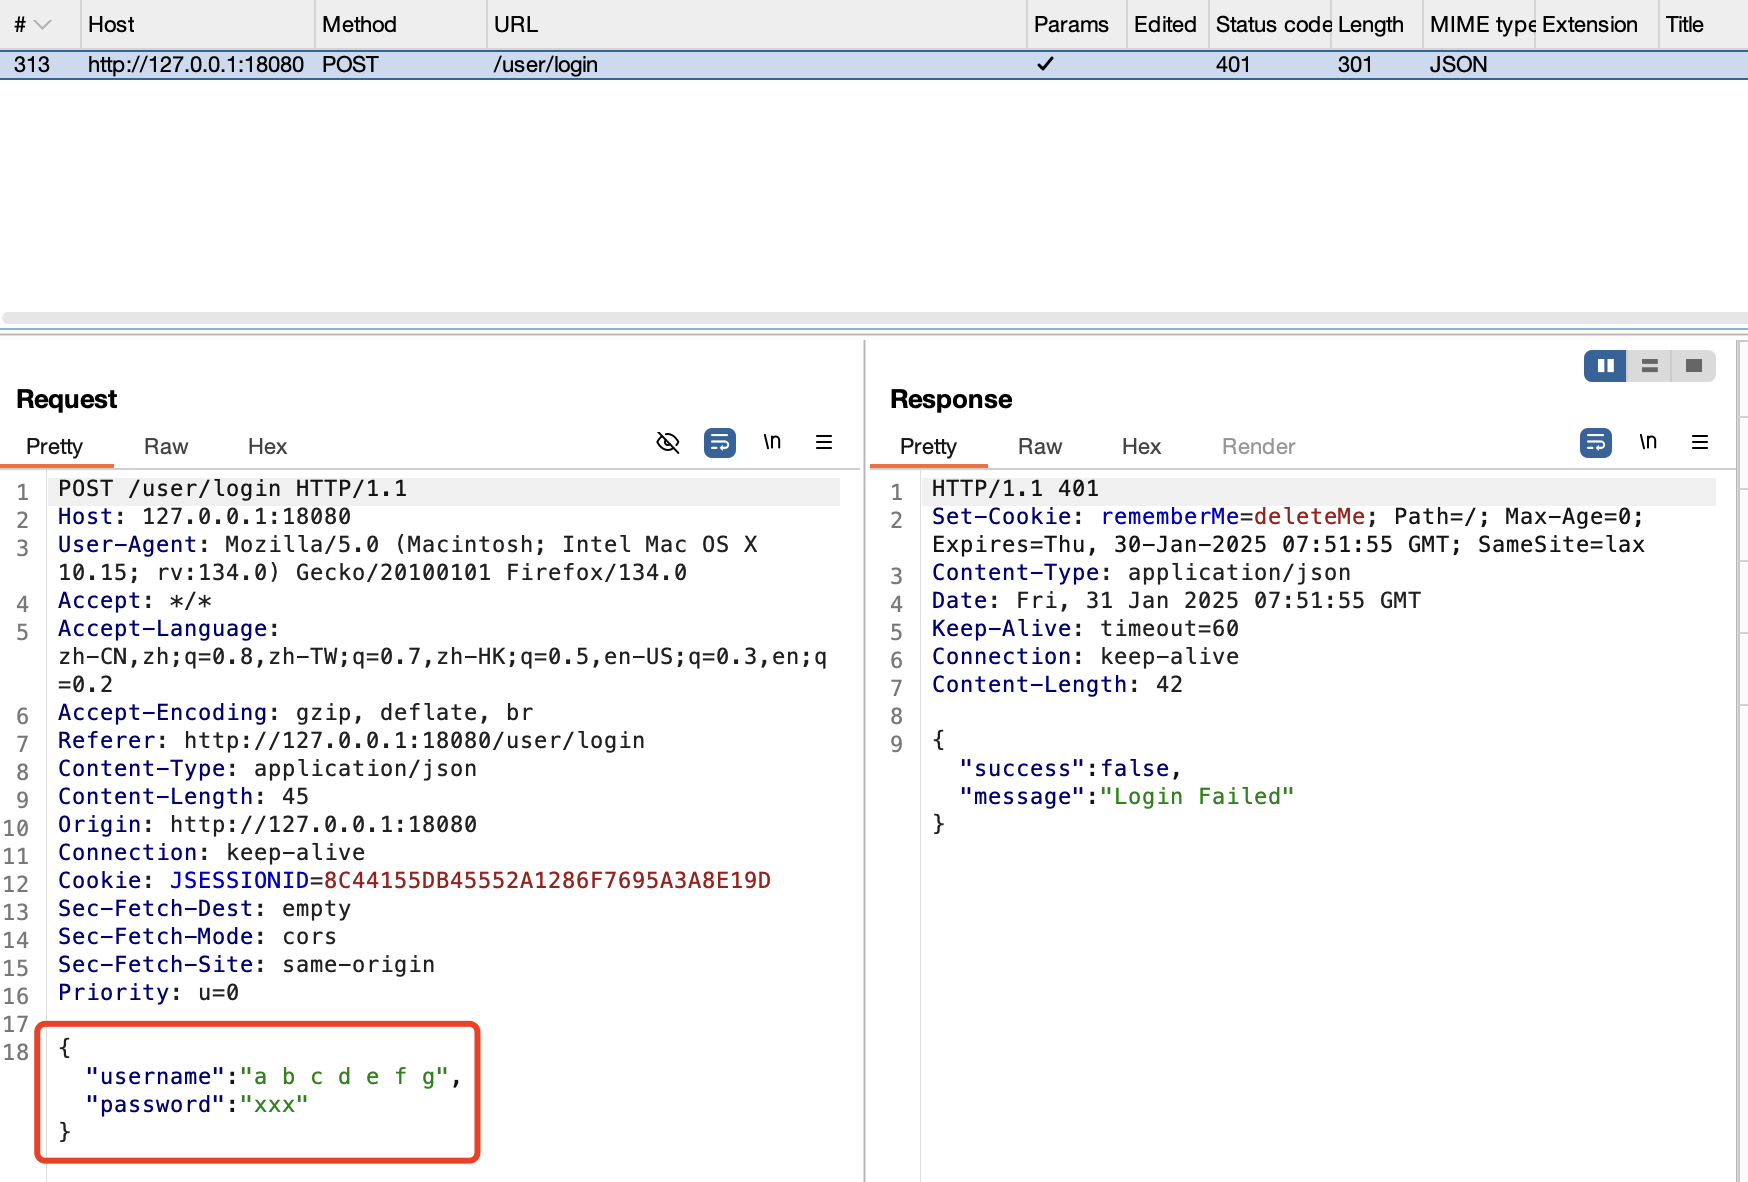 # Host Method URL Params Edited Status code Length MIME type Extension Title
313 http://127.0.0.1:18080 POST /user/login ✓ 401 301 JSON
Request
Pretty Raw Hex \n
1 POST /user/login HTTP/1.1
2 Host: 127.0.0.1:18080
3 User-Agent: Mozilla/5.0 (Macintosh; Intel Mac OS X
10.15; rv:134.0) Gecko/20100101 Firefox/134.0
4 Accept: */*
5 Accept-Language:
zh-CN,zh;q=0.8,zh-TW;q=0.7,zh-HK;q=0.5,en-US;q=0.3,en;q
=0.2
6 Accept-Encoding: gzip, deflate, br
7 Referer: http://127.0.0.1:18080/user/login
8 Content-Type: application/json
9 Content-Length: 45
10 Origin: http://127.0.0.1:18080
11 Connection: keep-alive
12 Cookie: JSESSIONID=8C44155DB45552A1286F7695A3A8E19D
13 Sec-Fetch-Dest: empty
14 Sec-Fetch-Mode: cors
15 Sec-Fetch-Site: same-origin
16 Priority: u=0
17
18 {
"username":"a b c d e f g",
"password":"xxx"
}
Response
Pretty Raw Hex Render \n
1 HTTP/1.1 401
2 Set-Cookie: rememberMe=deleteMe; Path=/; Max-Age=0;
Expires=Thu, 30-Jan-2025 07:51:55 GMT; SameSite=lax
3 Content-Type: application/json
4 Date: Fri, 31 Jan 2025 07:51:55 GMT
5 Keep-Alive: timeout=60
6 Connection: keep-alive
7 Content-Length: 42
8
9 {
"success":false,
"message":"Login Failed"
}